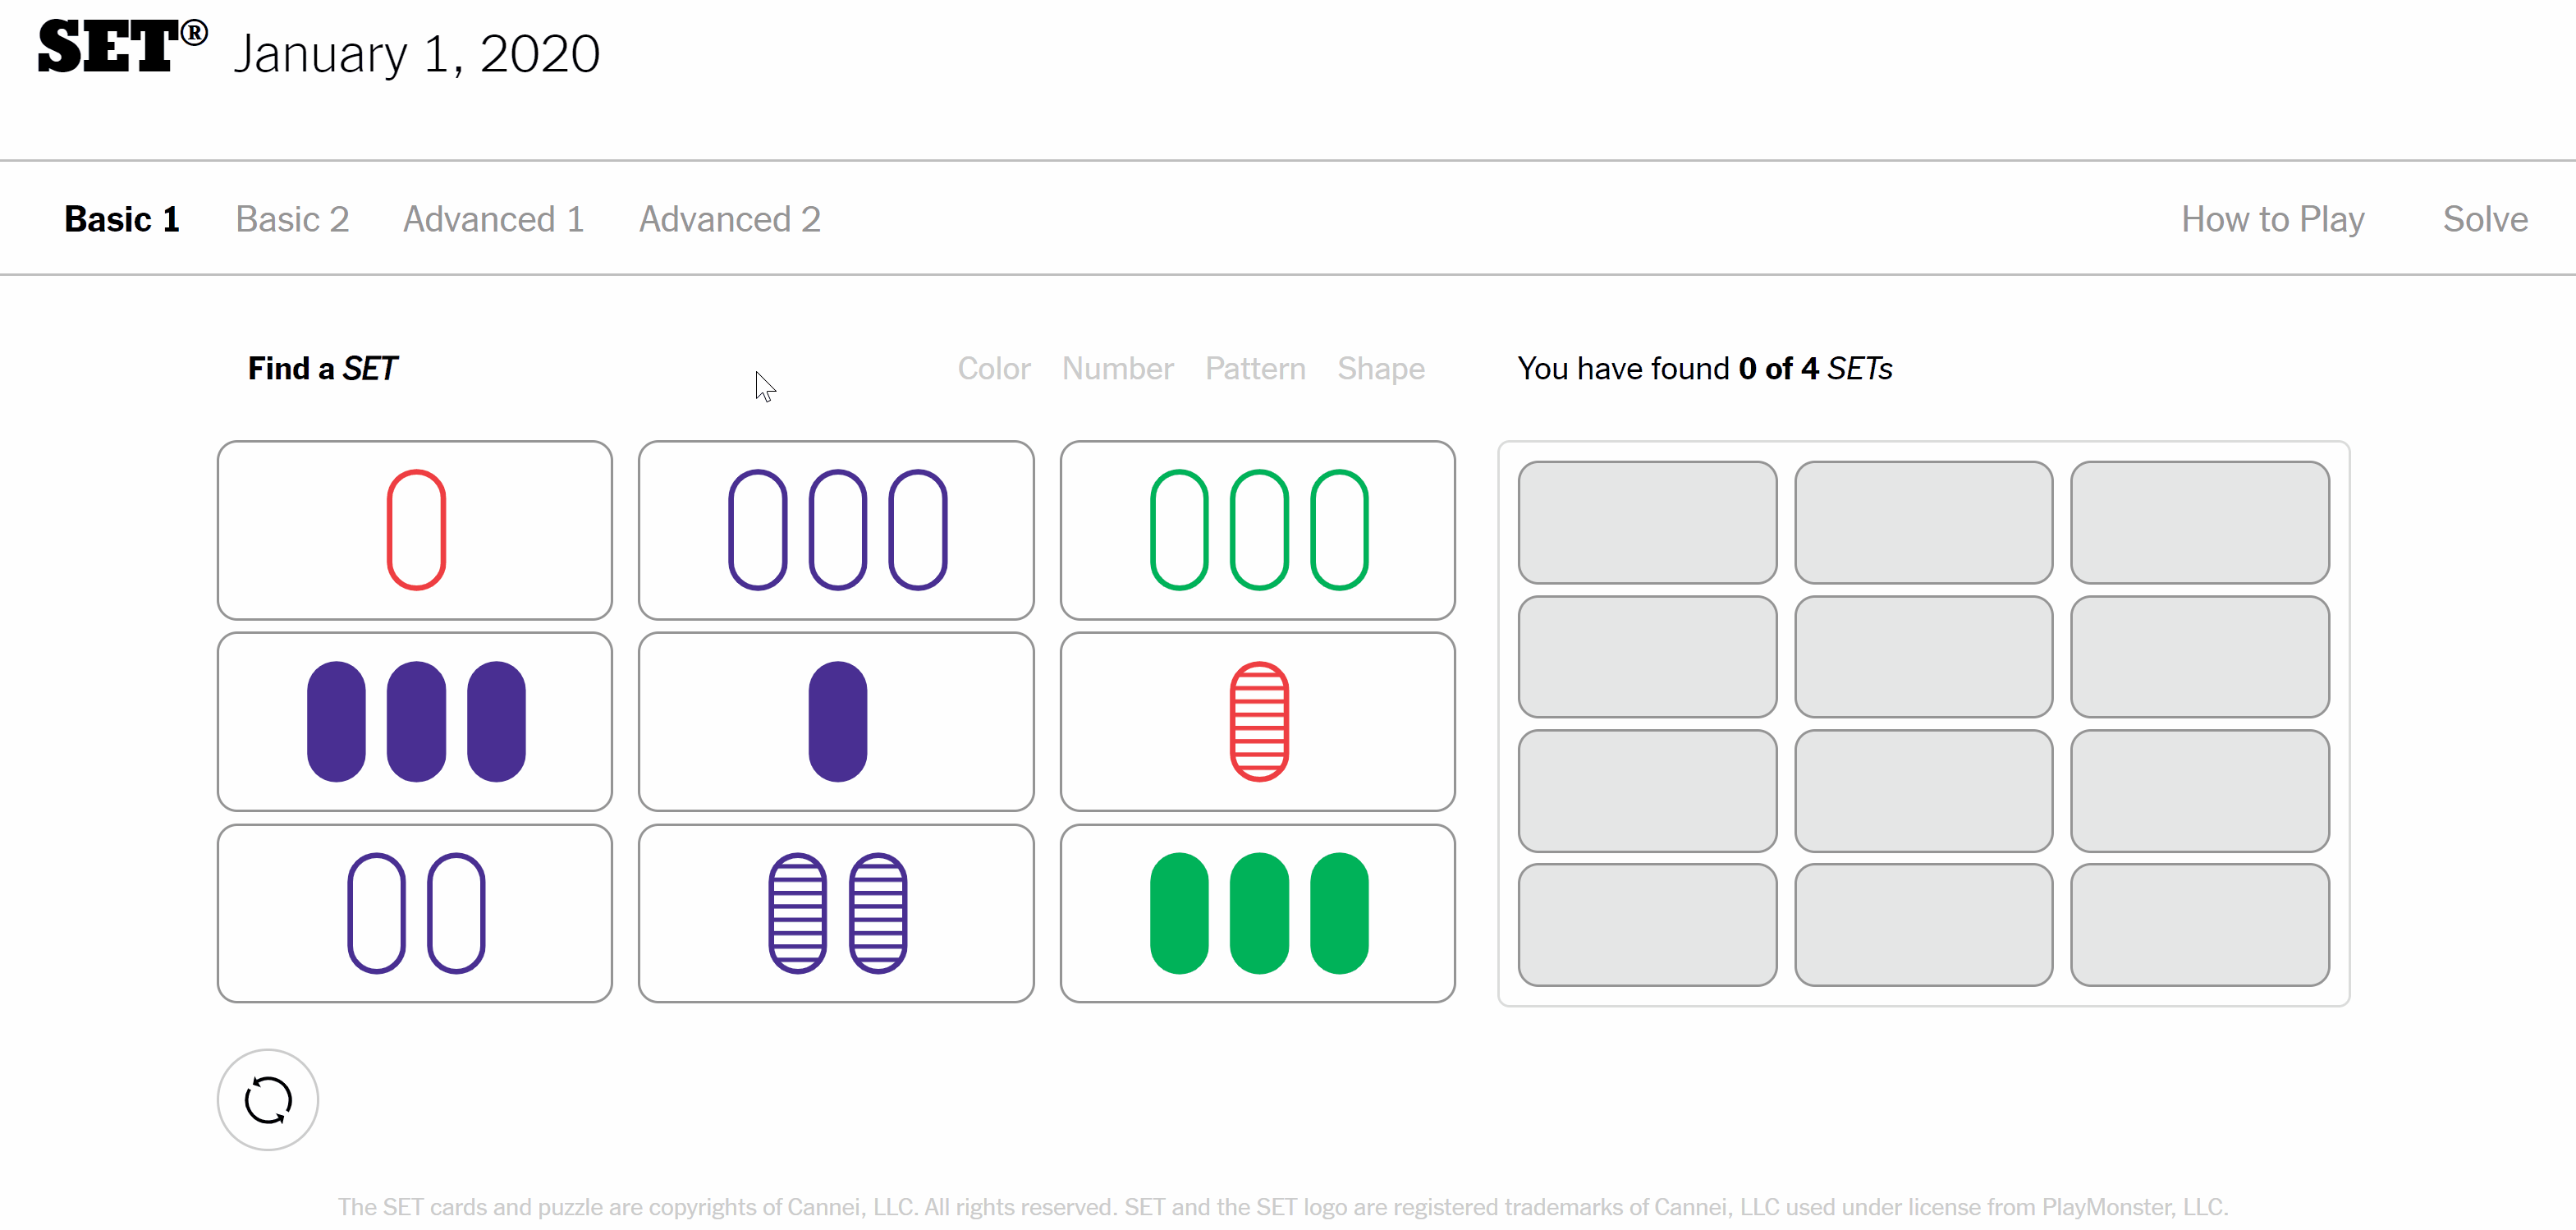 SET® January 1, 2020
Basic 1 Basic 2 Advanced 1 Advanced 2 How to Play Solve
Find a SET Color Number Pattern Shape You have found 0 of 4 SETs
The SET cards and puzzle are copyrights of Cannei, LLC. All rights reserved. SET and the SET logo are registered trademarks of Cannei, LLC used under license from PlayMonster, LLC.